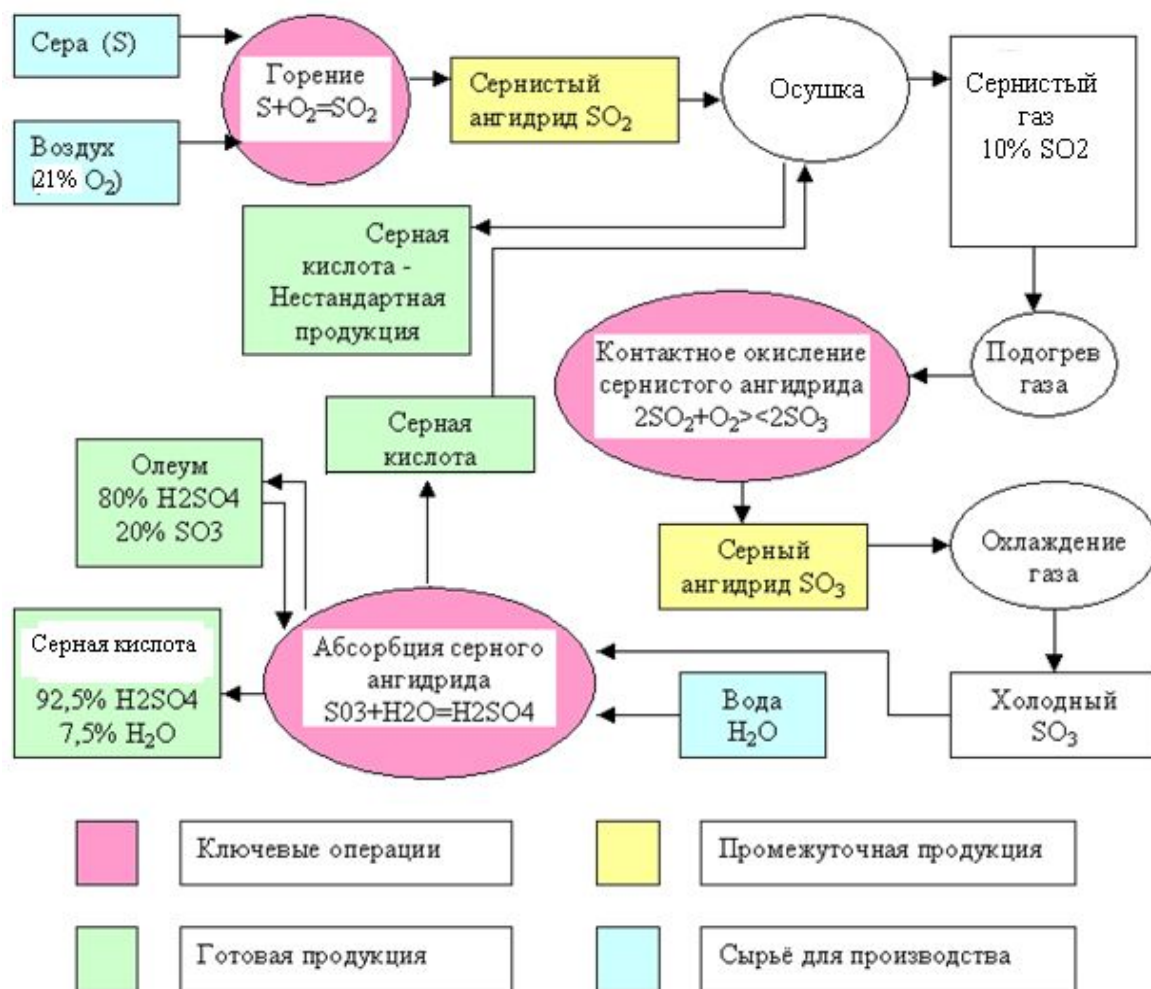 Сера (S)
Воздух
(21% O₂)
Горение
S+O₂=SO₂
Сернистый
ангидрид SO₂
Осушка
Сернистый
газ
10% SO2
Серная
кислота -
Нестандартная
продукция
Контактное окисление
сернистого ангидрида
2SO₂+O₂><2SO₃
Подогрев
газа
Серная
кислота
Олеум
80% H2SO4
20% SO3
Серный
ангидрид SO₃
Охлаждение
газа
Серная кислота
92,5% H2SO4
7,5% H₂O
Абсорбция серного
ангидрида
S03+H2O=H2SO4
Вода
H₂O
Холодный
SO₃
Ключевые операции
Промежуточная продукция
Готовая продукция
Сырьё для производства